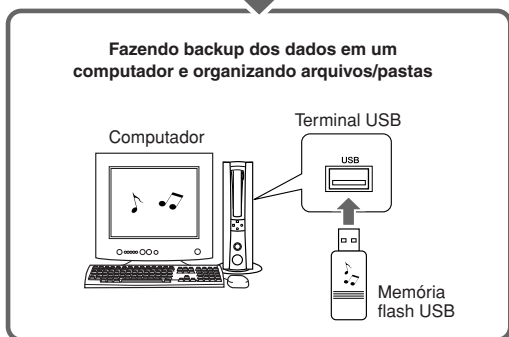 Fazendo backup dos dados em um
computador e organizando arquivos/pastas
Terminal USB
Computador
USB
Memória
flash USB